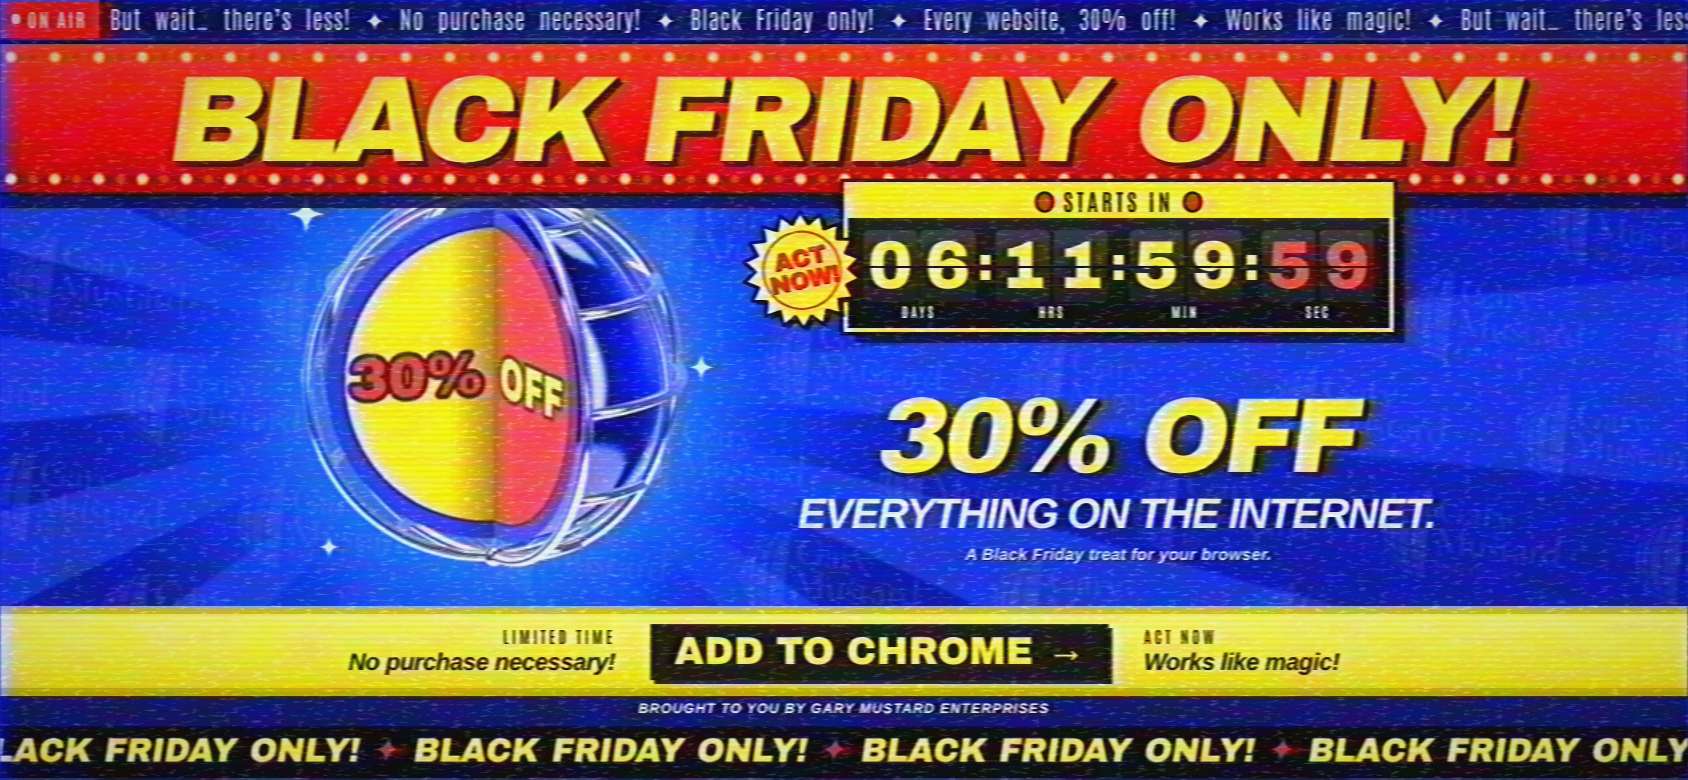 ON AIR
But wait_ there's less! ✦ No purchase necessary! ✦ Black Friday only! ✦ Every website, 30% off! ✦ Works like magic! ✦ But wait_ there's less
BLACK FRIDAY ONLY!
STARTS IN
ACT
NOW!
06:11:59:59
DAYS HRS MIN SEC
30% OFF
30% OFF
EVERYTHING ON THE INTERNET.
A Black Friday treat for your browser.
LIMITED TIME
No purchase necessary!
ADD TO CHROME →
ACT NOW
Works like magic!
BROUGHT TO YOU BY GARY MUSTARD ENTERPRISES
LACK FRIDAY ONLY! ✦ BLACK FRIDAY ONLY! ✦ BLACK FRIDAY ONLY! ✦ BLACK FRIDAY ONLY